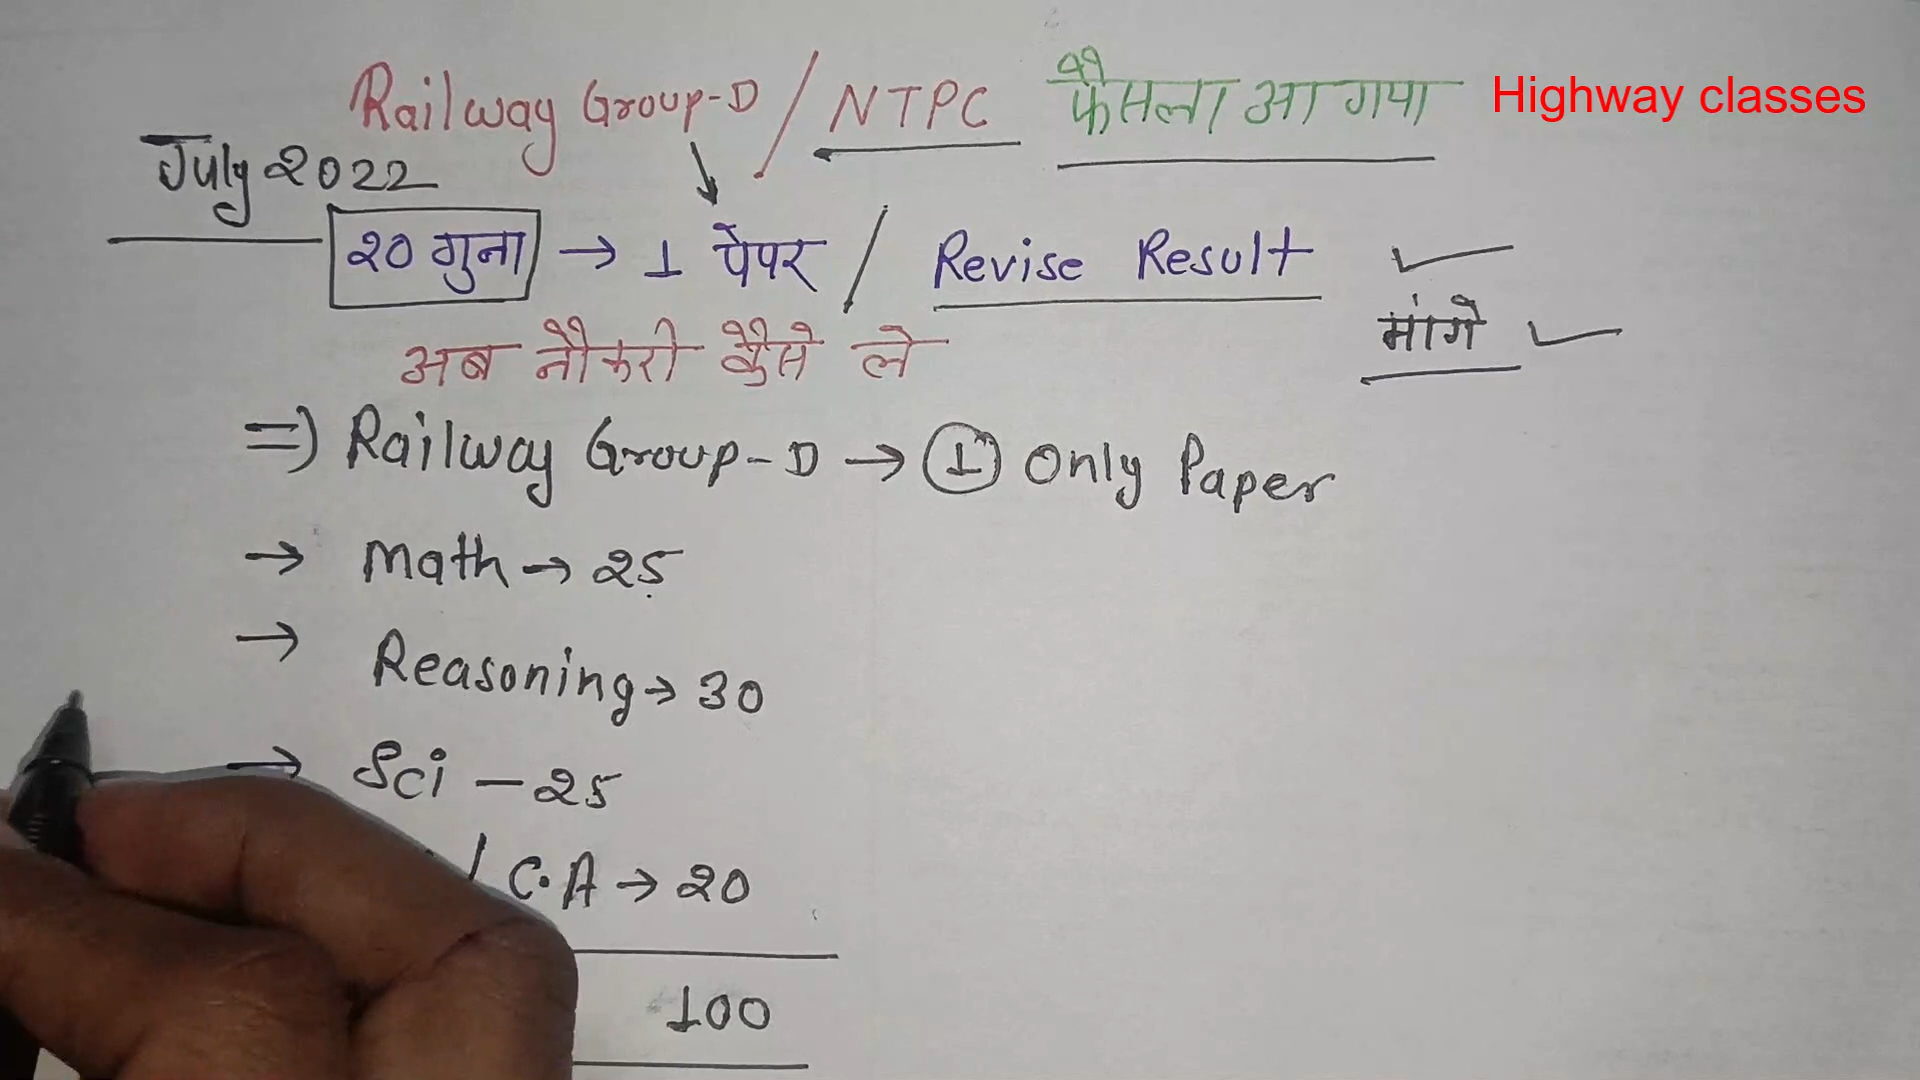 Railway Group-D / NTPC फैसला आ गया Highway classes
July 2022
20 गुना → 1 पेपर / Revise Result ✓
मांगे ✓
अब नौकरी कैसे ले
⇒ Railway Group-D → 1 Only Paper
→ Math → 25
→ Reasoning → 30
→ Sci - 25
/ C.A → 20
100